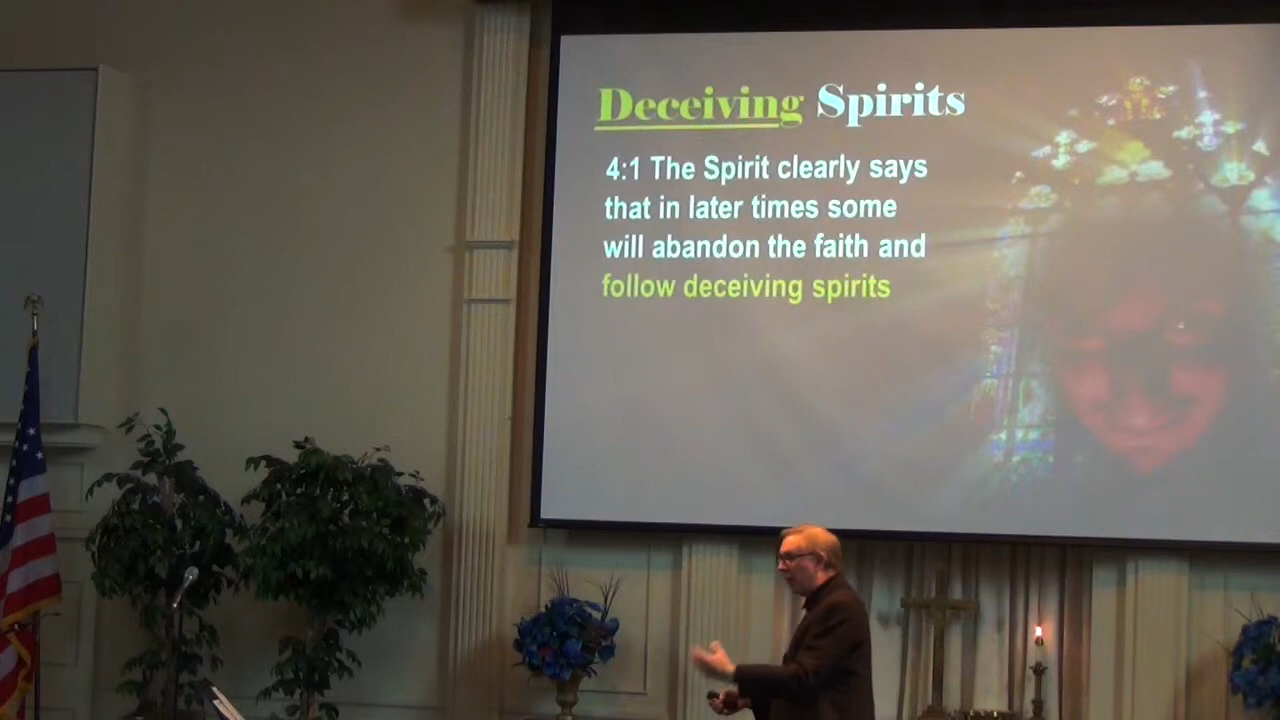 Deceiving Spirits
4:1 The Spirit clearly says
that in later times some
will abandon the faith and
follow deceiving spirits